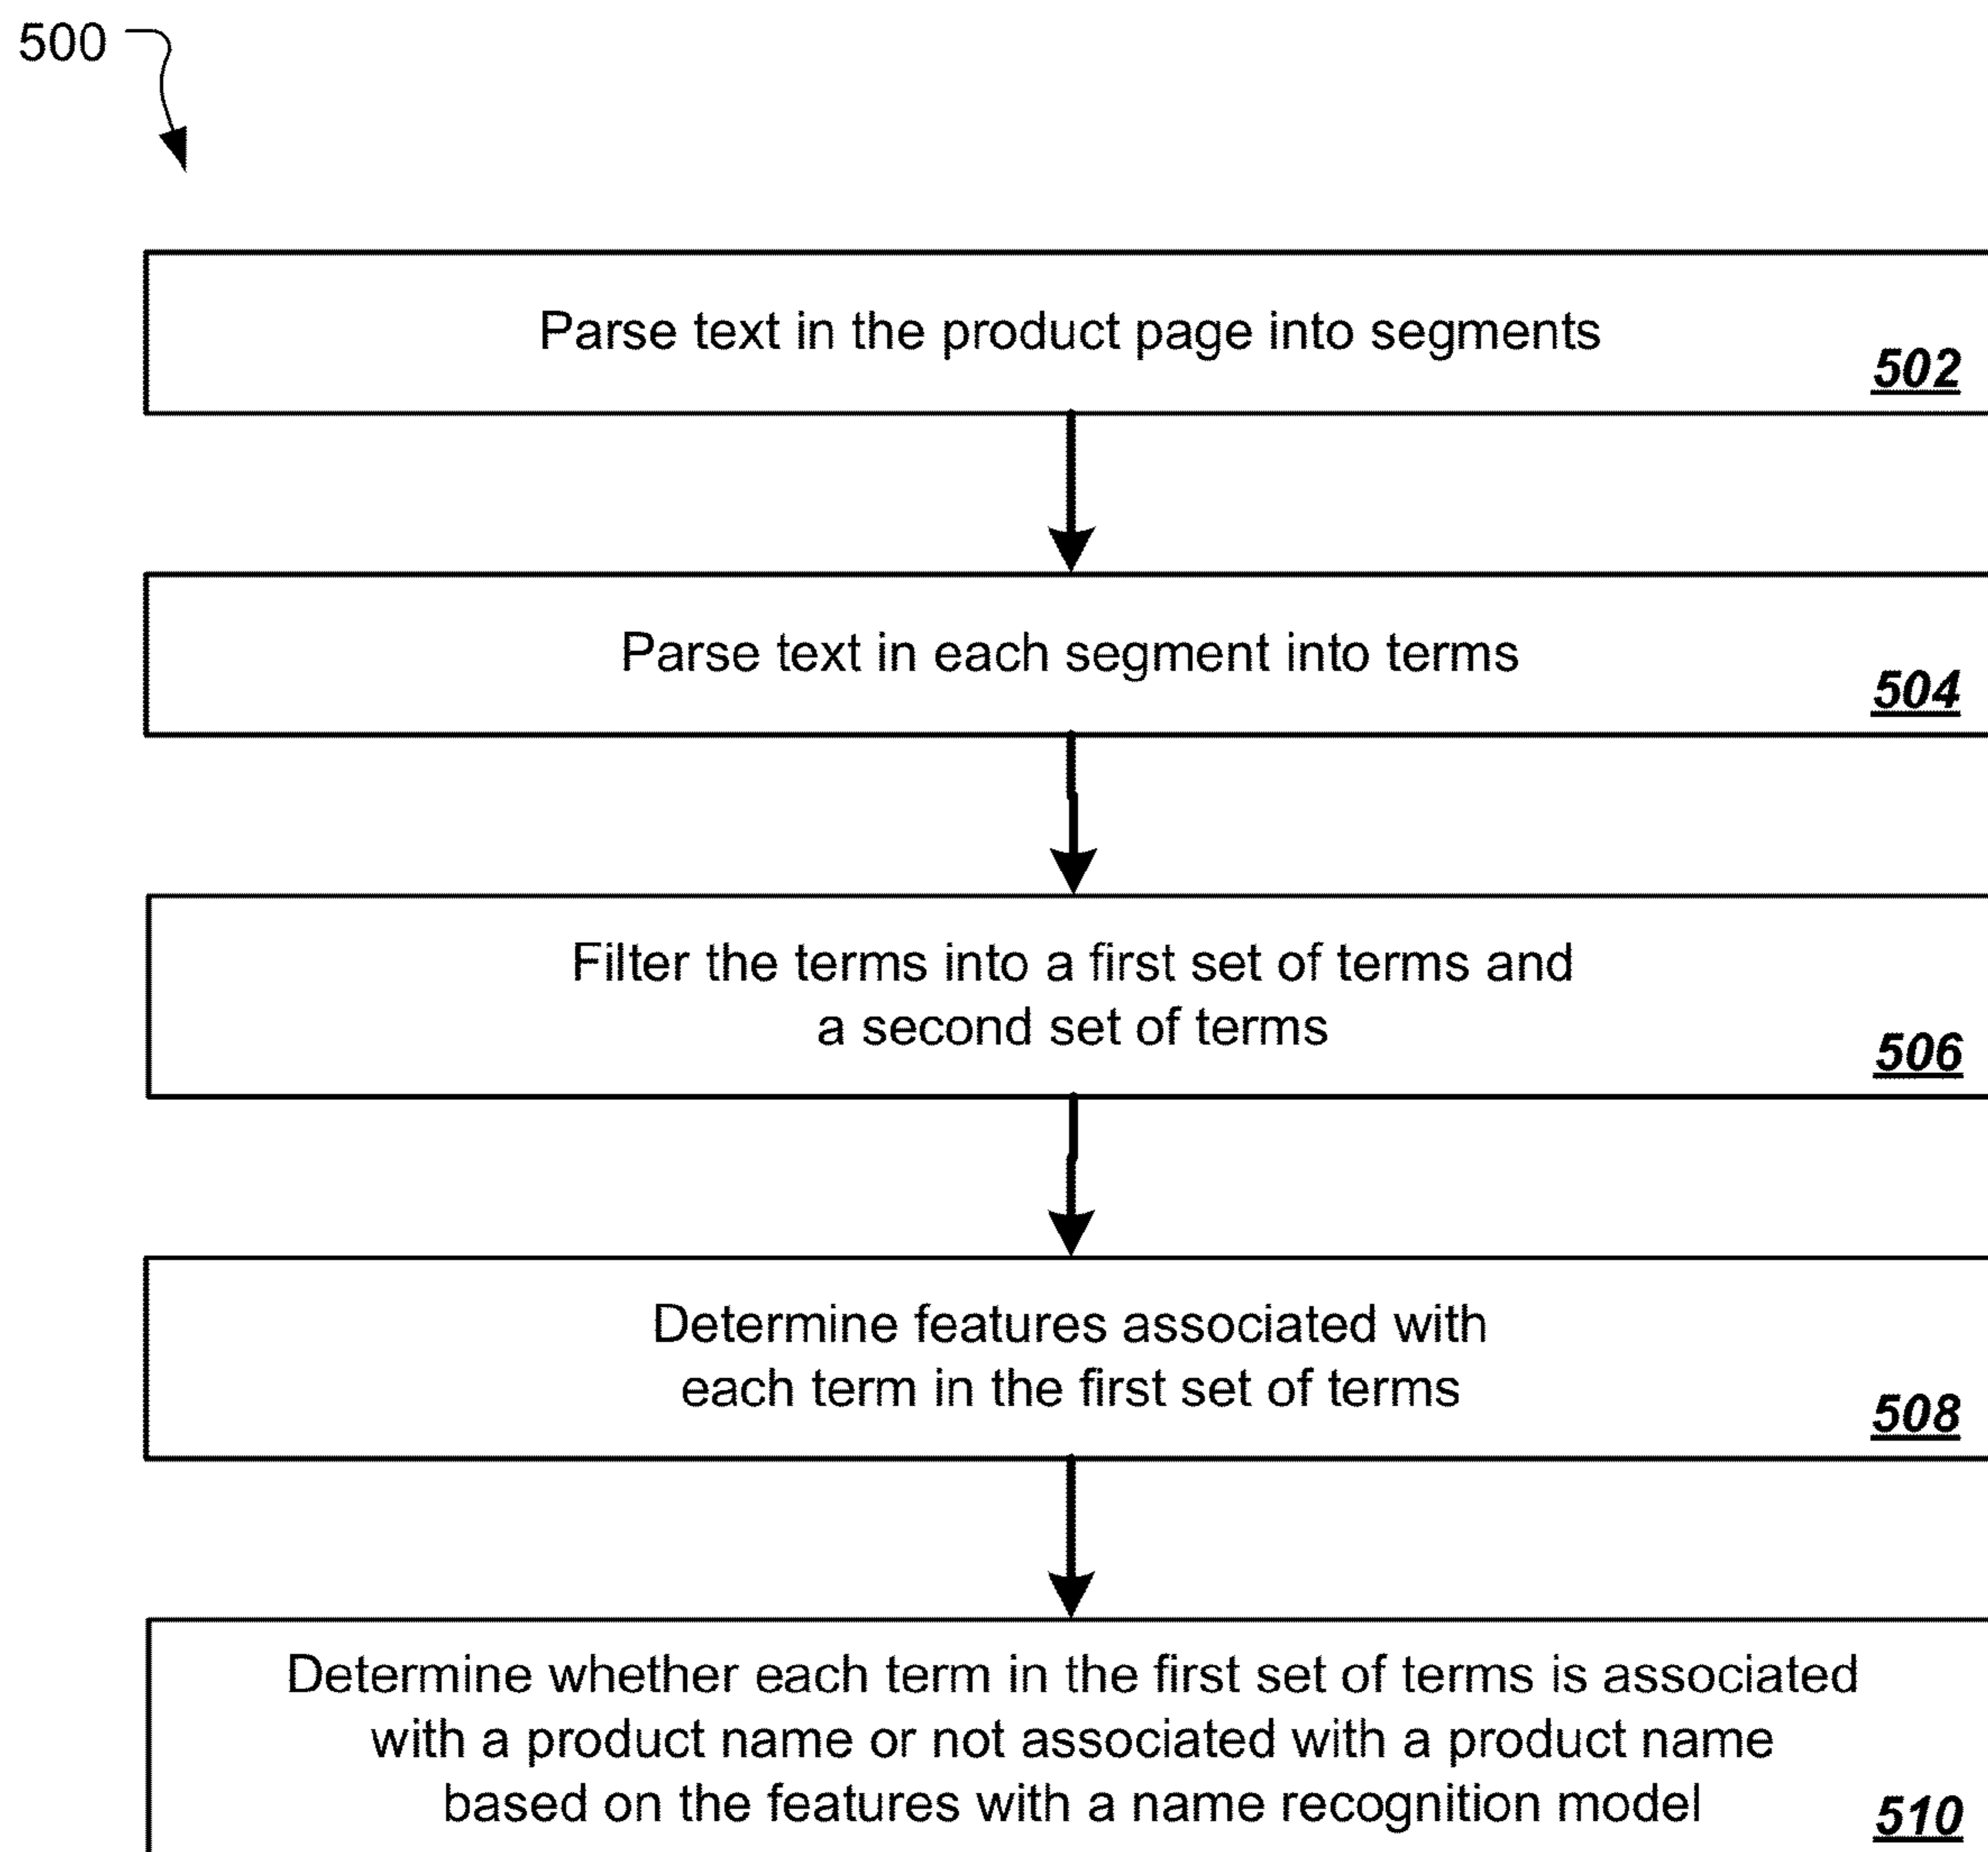 500
Parse text in the product page into segments
502
Parse text in each segment into terms
504
Filter the terms into a first set of terms and
a second set of terms
506
Determine features associated with
each term in the first set of terms
508
Determine whether each term in the first set of terms is associated
with a product name or not associated with a product name
based on the features with a name recognition model
510